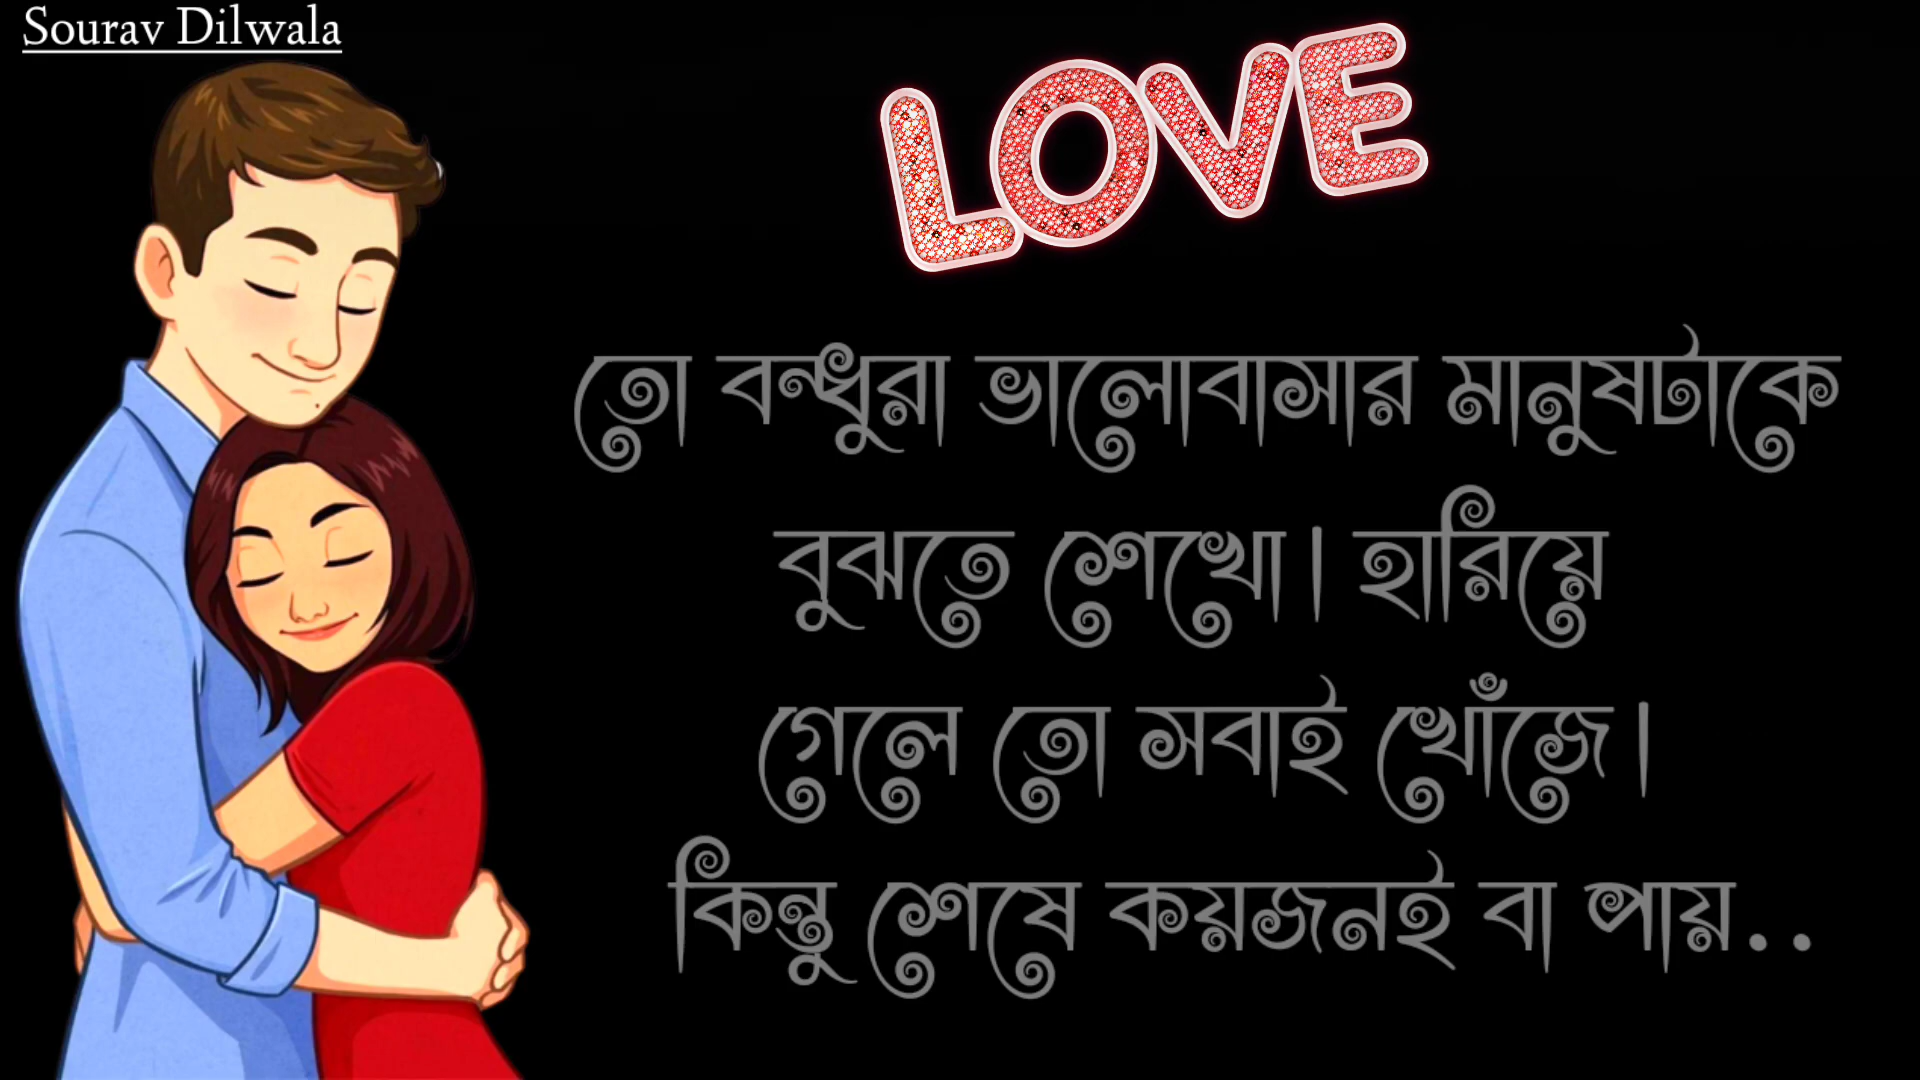 Sourav Dilwala
LOVE
তো বন্ধুরা ভালোবাসার মানুষটাকে
বুঝতে শেখো। হারিয়ে
গেলে তো সবাই খোঁজে।
কিন্তু শেষে কয়জনই বা পায়..